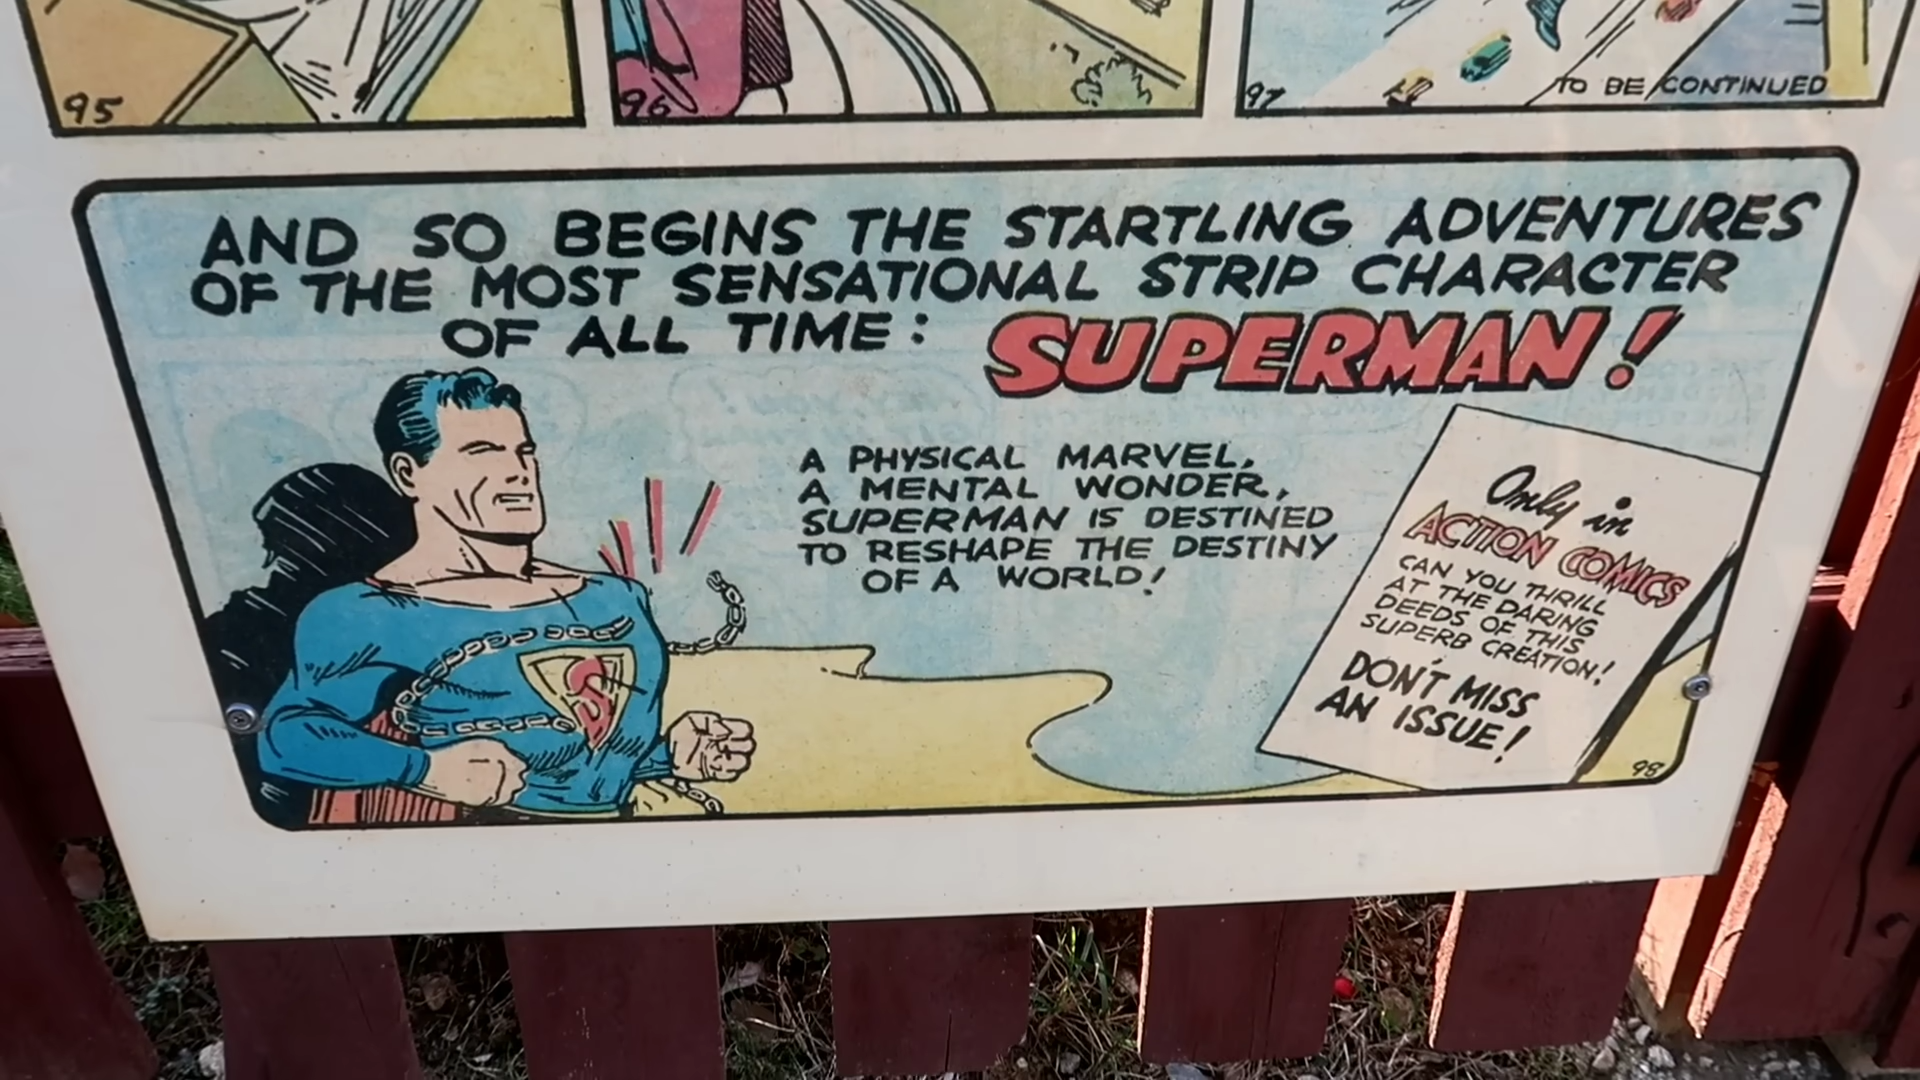 95
96
97
TO BE CONTINUED
AND SO BEGINS THE STARTLING ADVENTURES
OF THE MOST SENSATIONAL STRIP CHARACTER
OF ALL TIME: SUPERMAN!
A PHYSICAL MARVEL,
A MENTAL WONDER,
SUPERMAN IS DESTINED
TO RESHAPE THE DESTINY
OF A WORLD!
S
Only in
ACTION COMICS
CAN YOU THRILL
AT THE DARING
DEEDS OF THIS
SUPERB CREATION!
DON'T MISS
AN ISSUE!
98